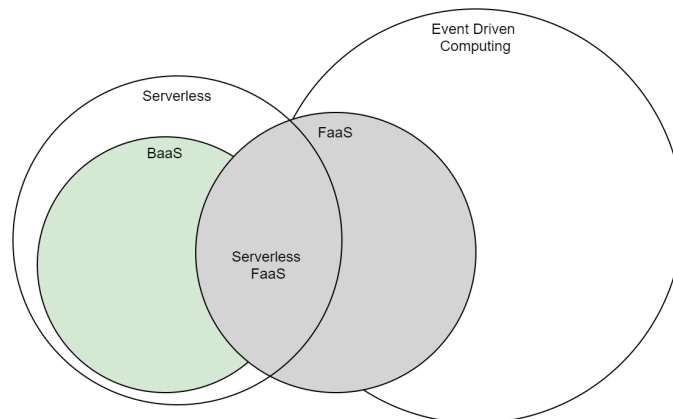 Event Driven
Computing
Serverless
FaaS
BaaS
Serverless
FaaS